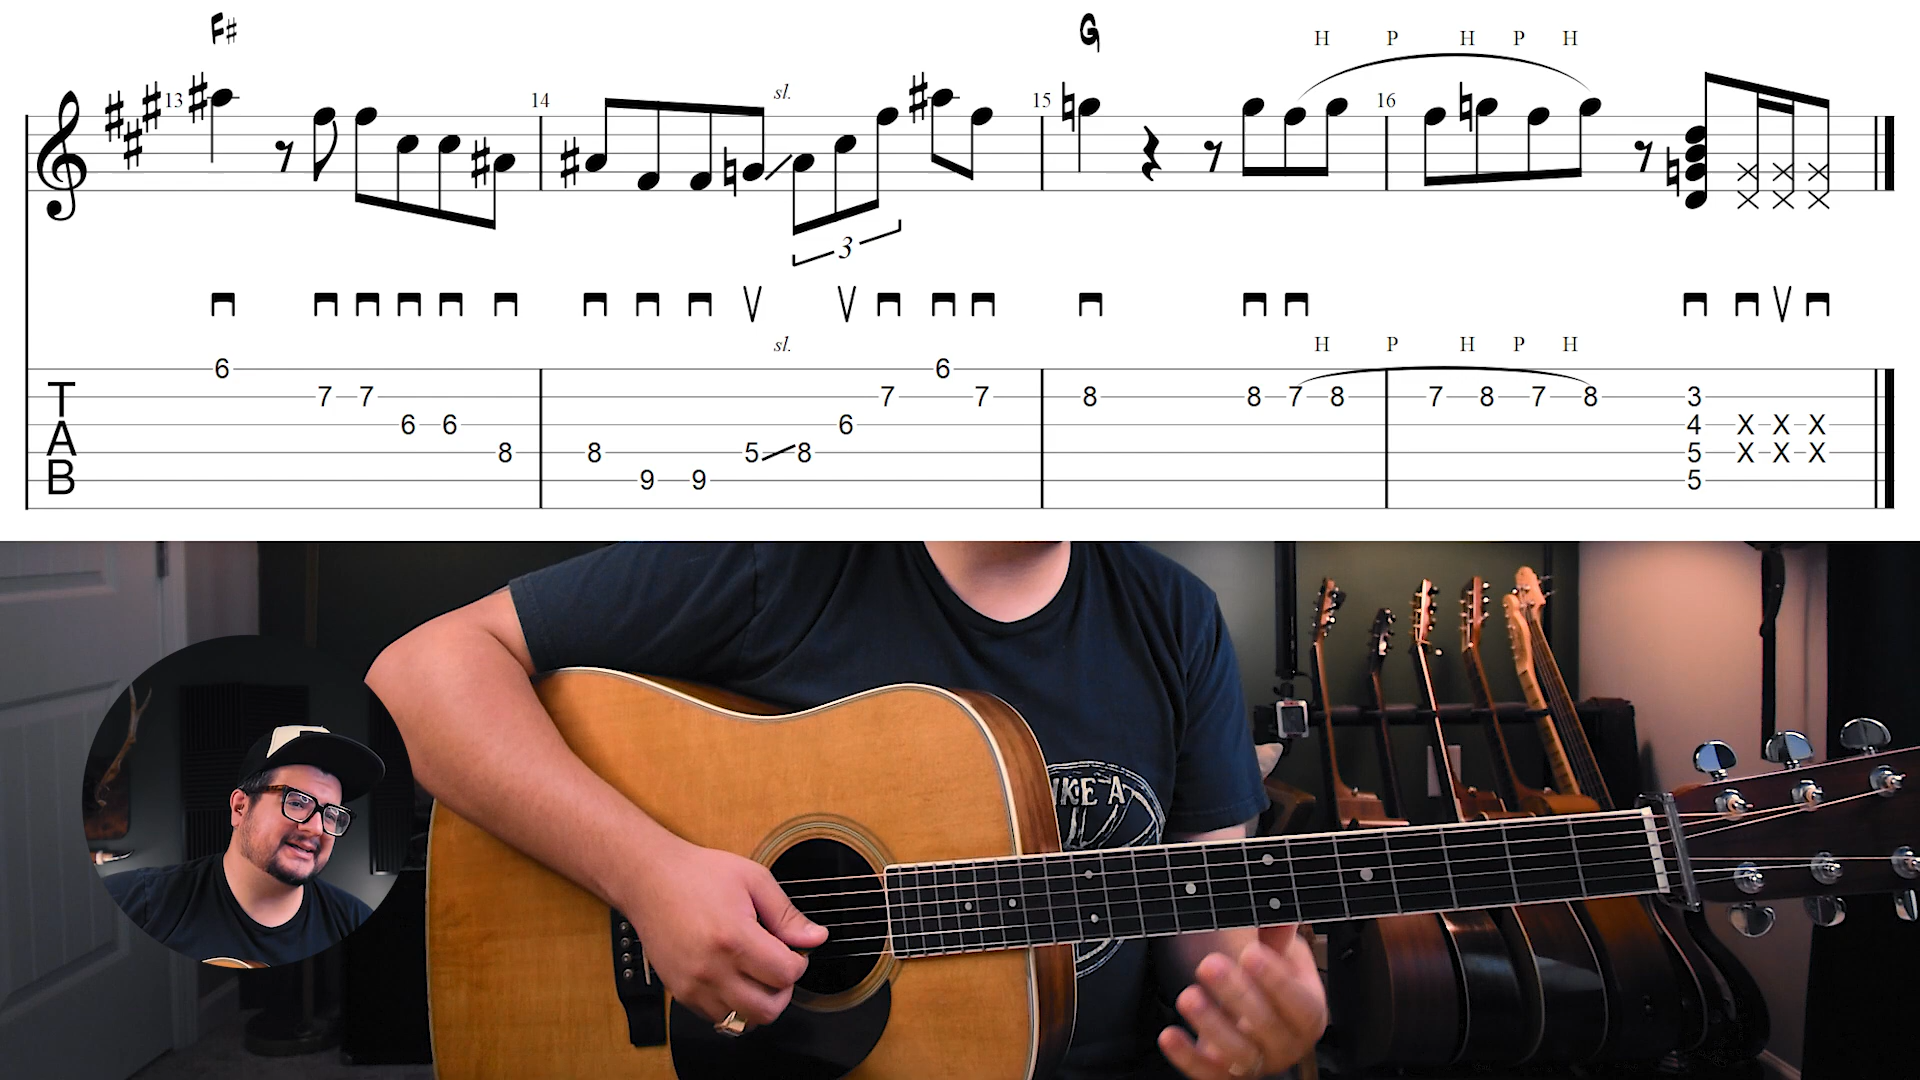 F♯ G
H P H P H
13 14 sl. 15 16
3
sl. H P H P H
6 6
T 7 7 7 7 8 8 7 8 7 8 7 8 3
6 6 6 4 X X X
A 8 8 5 8 5 X X X
B 9 9 5
IKE A